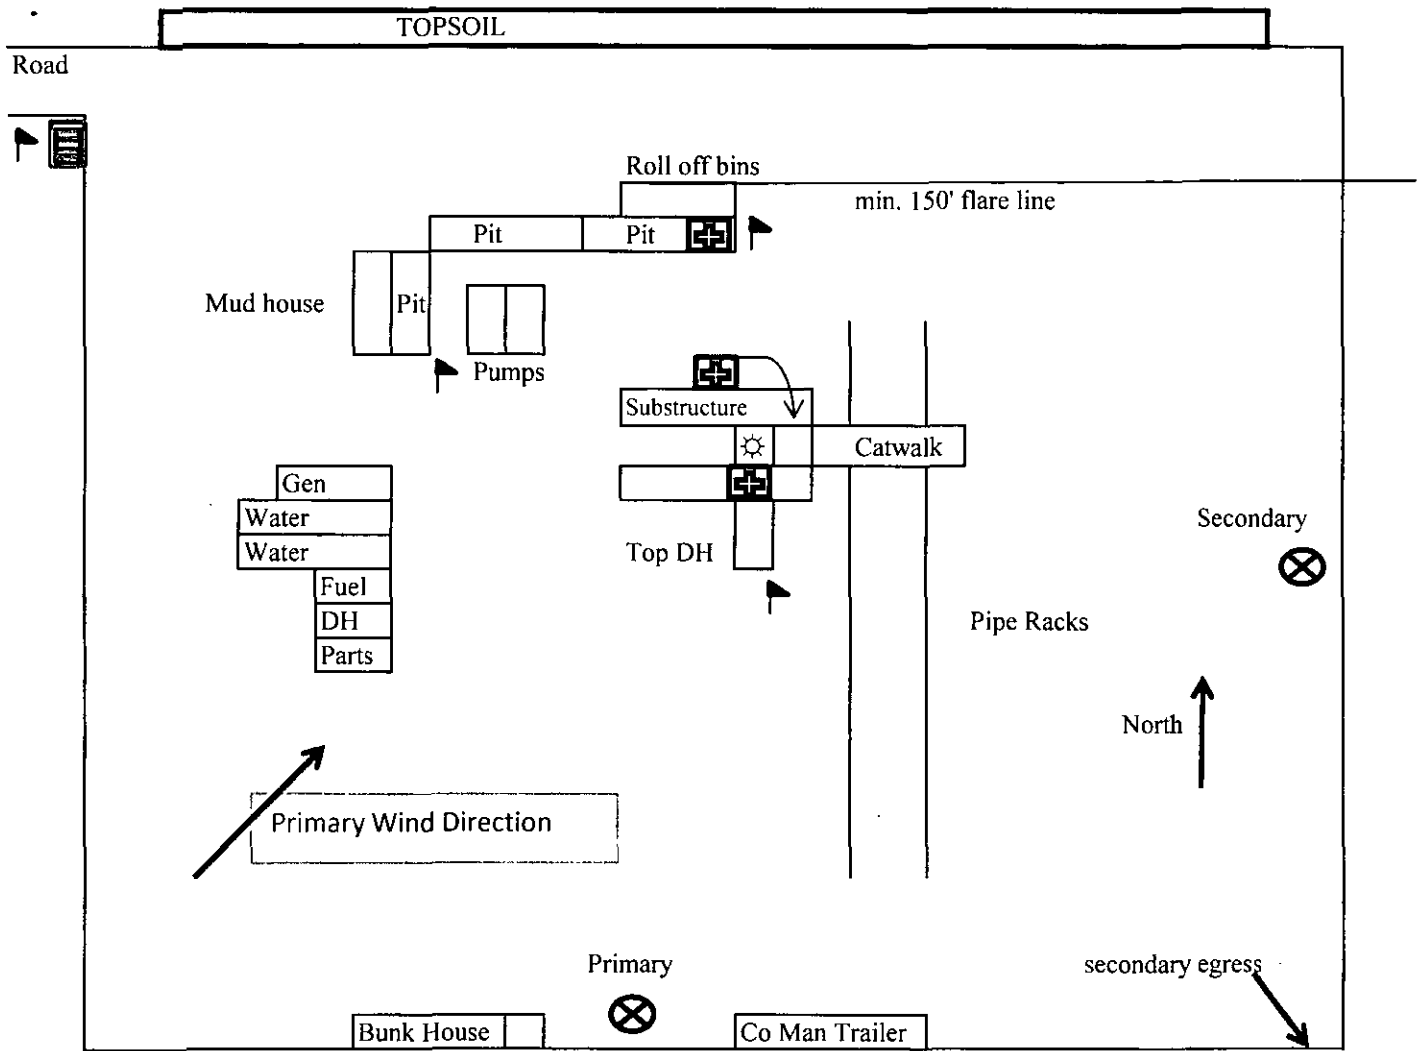 TOPSOIL
Road
Roll off bins
min. 150' flare line
Pit
Pit
Mud house
Pit
Pumps
Substructure
Catwalk
Gen
Water
Secondary
Water
Top DH
Fuel
DH
Pipe Racks
Parts
North
Primary Wind Direction
Primary
secondary egress
Bunk House
Co Man Trailer